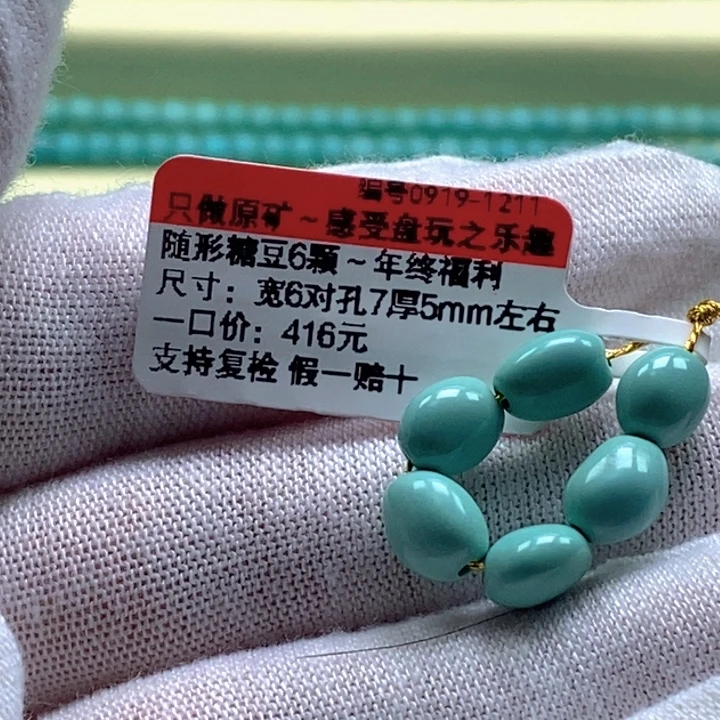 编号0919-1211
只做原矿～感受盘玩之乐趣
随形糖豆6颗～年终福利
尺寸：宽6对孔7厚5mm左右
一口价：416元
支持复检 假一赔十